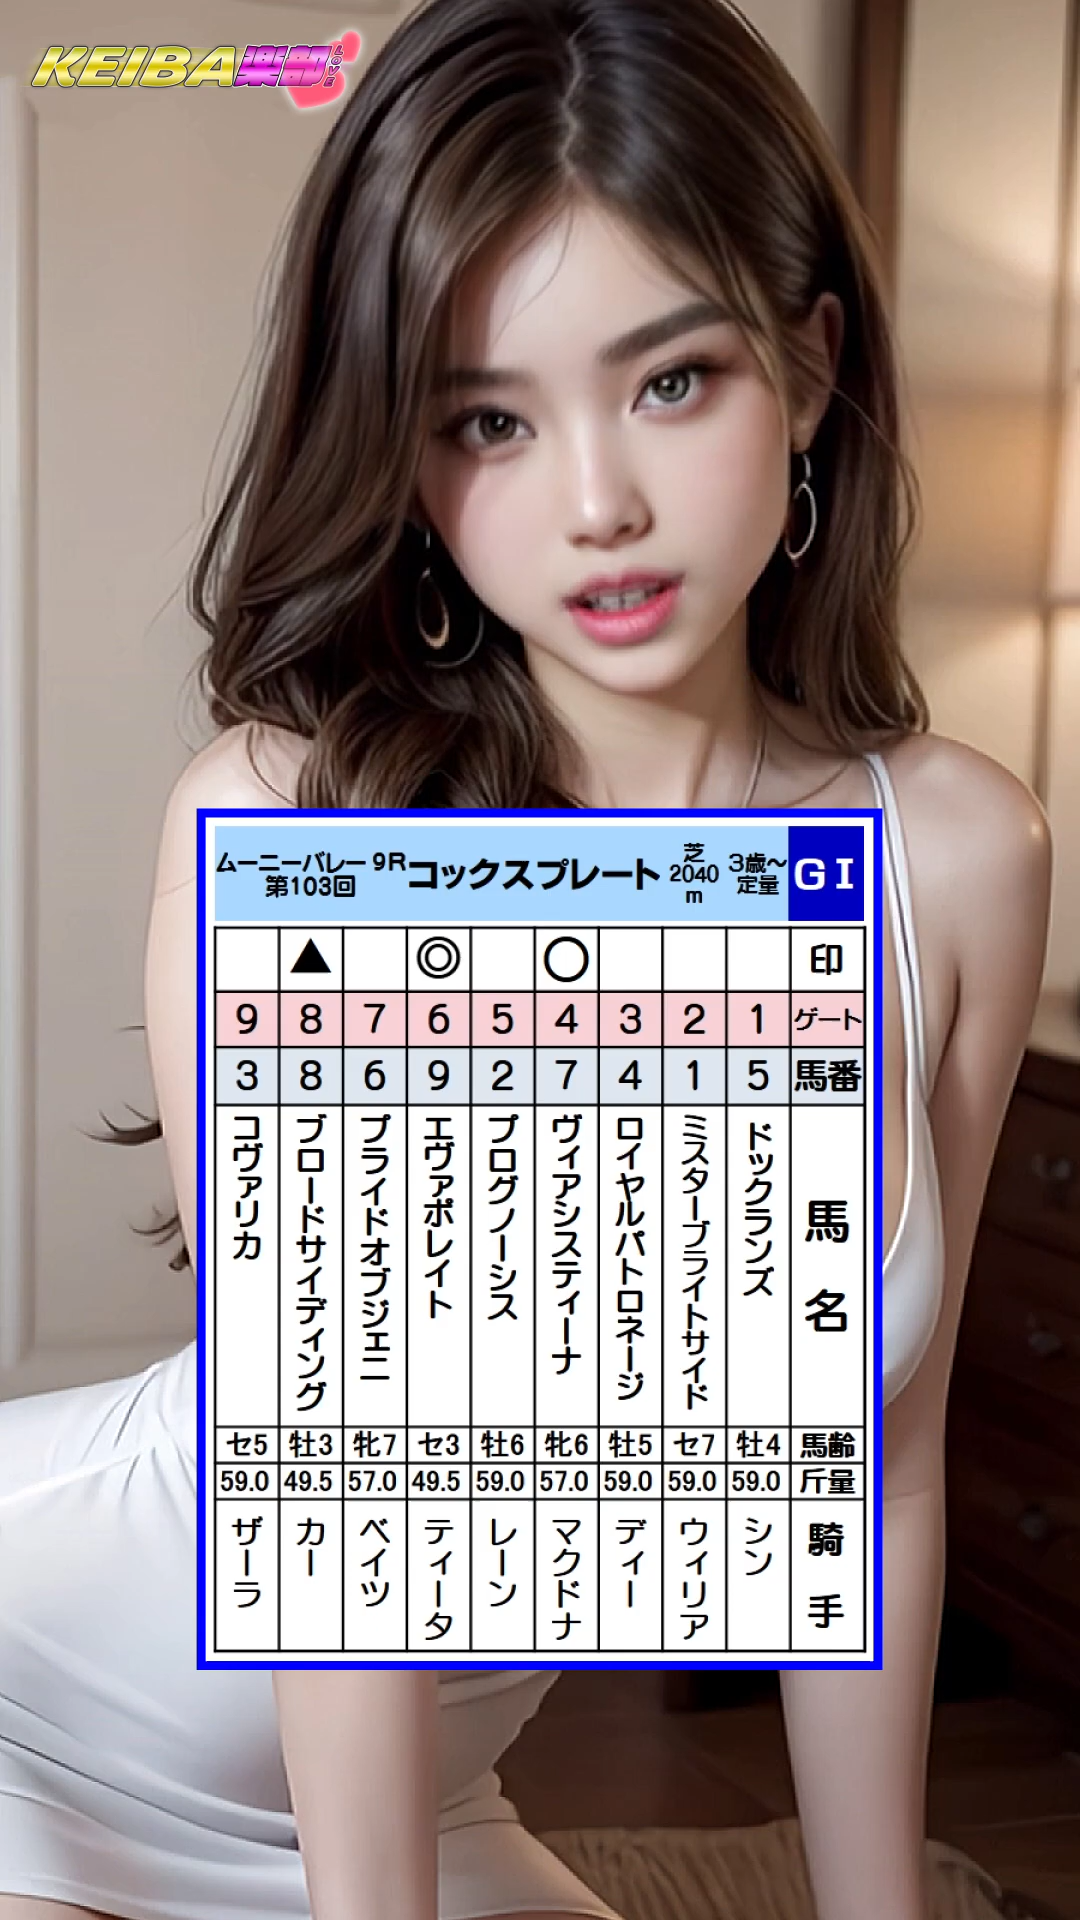 KEIBA楽部 LOVE
ムーニーバレー 9R
第103回
コックスプレート
芝
2040
m
3歳〜
定量
GI
▲ ◎ ○ 印
9 8 7 6 5 4 3 2 1 ゲート
3 8 6 9 2 7 4 1 5 馬番
馬名
ドックランズ
ミスターブライトサイド
ロイヤルパトロネージ
ヴィアシスティーナ
プログノーシス
エヴァポレイト
プライドオブジェニ
ブロードサイディング
コヴァリカ
セ5 牡3 牝7 セ3 牡6 牝6 牡5 セ7 牡4 馬齢
59.0 49.5 57.0 49.5 59.0 57.0 59.0 59.0 59.0 斤量
騎手
シン
ウィリア
ディー
マクドナ
レーン
ティータ
ベイツ
カー
ザーラ